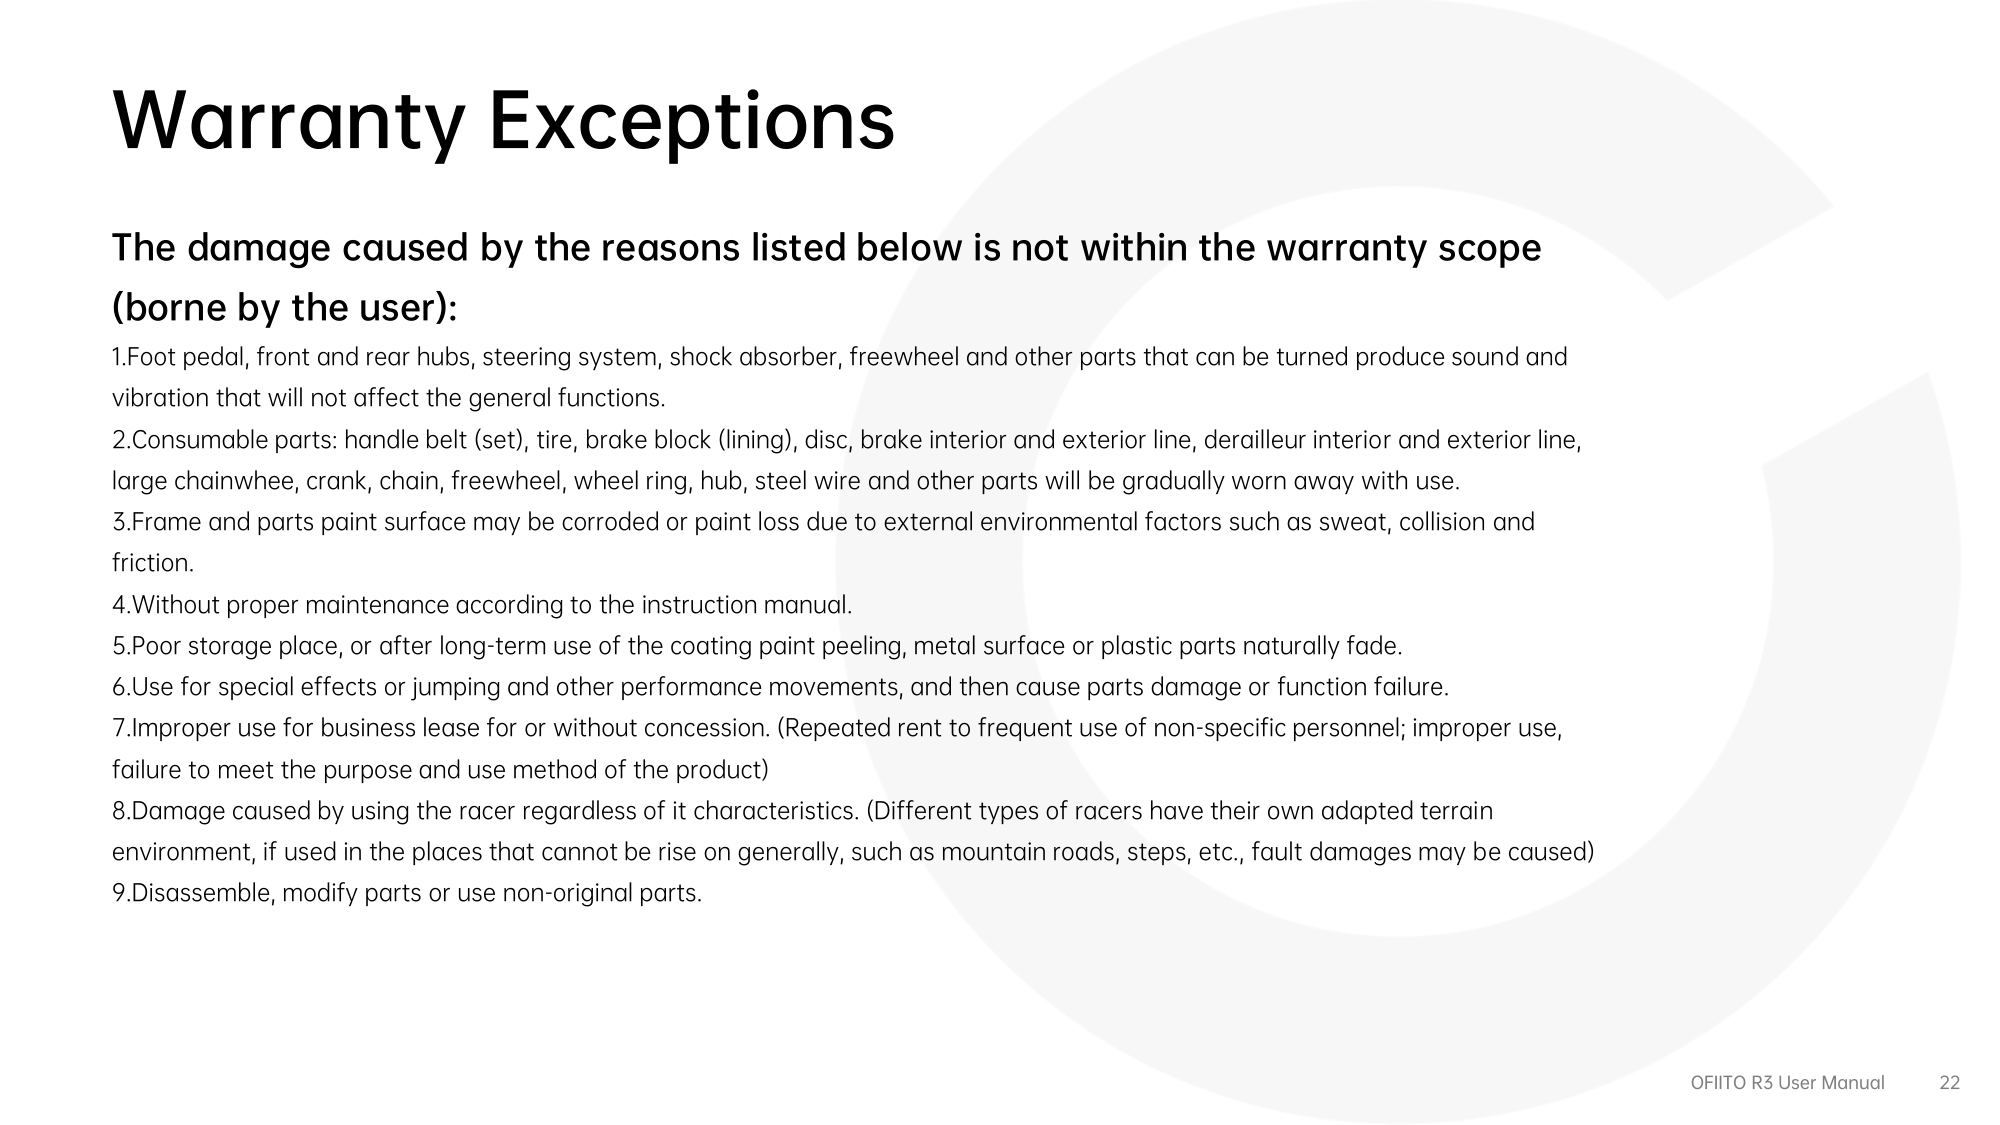 Warranty Exceptions
The damage caused by the reasons listed below is not within the warranty scope
(borne by the user):
1.Foot pedal, front and rear hubs, steering system, shock absorber, freewheel and other parts that can be turned produce sound and
vibration that will not affect the general functions.
2.Consumable parts: handle belt (set), tire, brake block (lining), disc, brake interior and exterior line, derailleur interior and exterior line,
large chainwhee, crank, chain, freewheel, wheel ring, hub, steel wire and other parts will be gradually worn away with use.
3.Frame and parts paint surface may be corroded or paint loss due to external environmental factors such as sweat, collision and
friction.
4.Without proper maintenance according to the instruction manual.
5.Poor storage place, or after long-term use of the coating paint peeling, metal surface or plastic parts naturally fade.
6.Use for special effects or jumping and other performance movements, and then cause parts damage or function failure.
7.Improper use for business lease for or without concession. (Repeated rent to frequent use of non-specific personnel; improper use,
failure to meet the purpose and use method of the product)
8.Damage caused by using the racer regardless of it characteristics. (Different types of racers have their own adapted terrain
environment, if used in the places that cannot be rise on generally, such as mountain roads, steps, etc., fault damages may be caused)
9.Disassemble, modify parts or use non-original parts.
OFIITO R3 User Manual 22